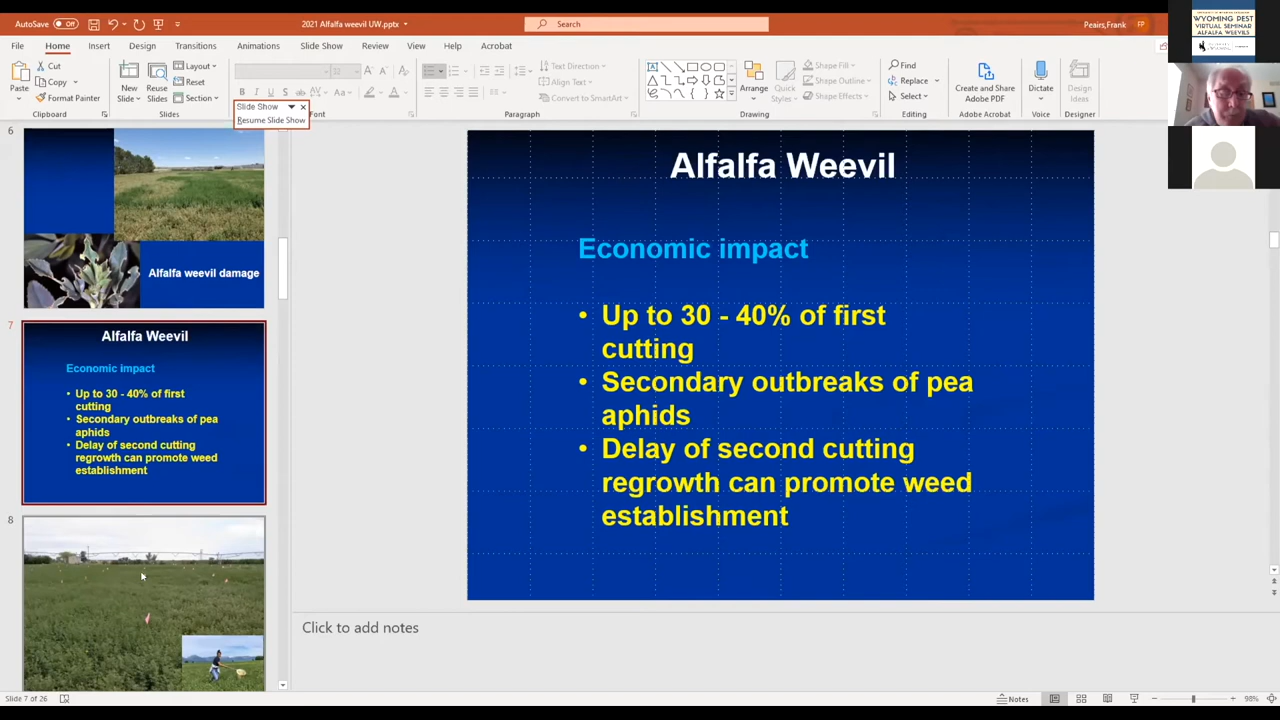 AutoSave Off 2021 Alfalfa weevil UW.pptx Search Peairs,Frank FP
File Home Insert Design Transitions Animations Slide Show Review View Help Acrobat
Paste Cut Copy Format Painter
Clipboard
New Slide Reuse Slides Layout Reset Section
Slides
Slide Show
Resume Slide Show
Font
Text Direction Align Text Convert to SmartArt
Paragraph
Arrange Quick Styles Shape Fill Shape Outline Shape Effects
Drawing
Find Replace Select
Editing
Create and Share Adobe PDF
Adobe Acrobat
Dictate
Voice
Design Ideas
Designer
WYOMING PEST
VIRTUAL SEMINAR
ALFALFA WEEVILS
6
Alfalfa weevil damage
7
Alfalfa Weevil
Economic impact
• Up to 30 - 40% of first
cutting
• Secondary outbreaks of pea
aphids
• Delay of second cutting
regrowth can promote weed
establishment
8
Alfalfa Weevil
Economic impact
• Up to 30 - 40% of first
cutting
• Secondary outbreaks of pea
aphids
• Delay of second cutting
regrowth can promote weed
establishment
Click to add notes
Slide 7 of 26 Notes 98%